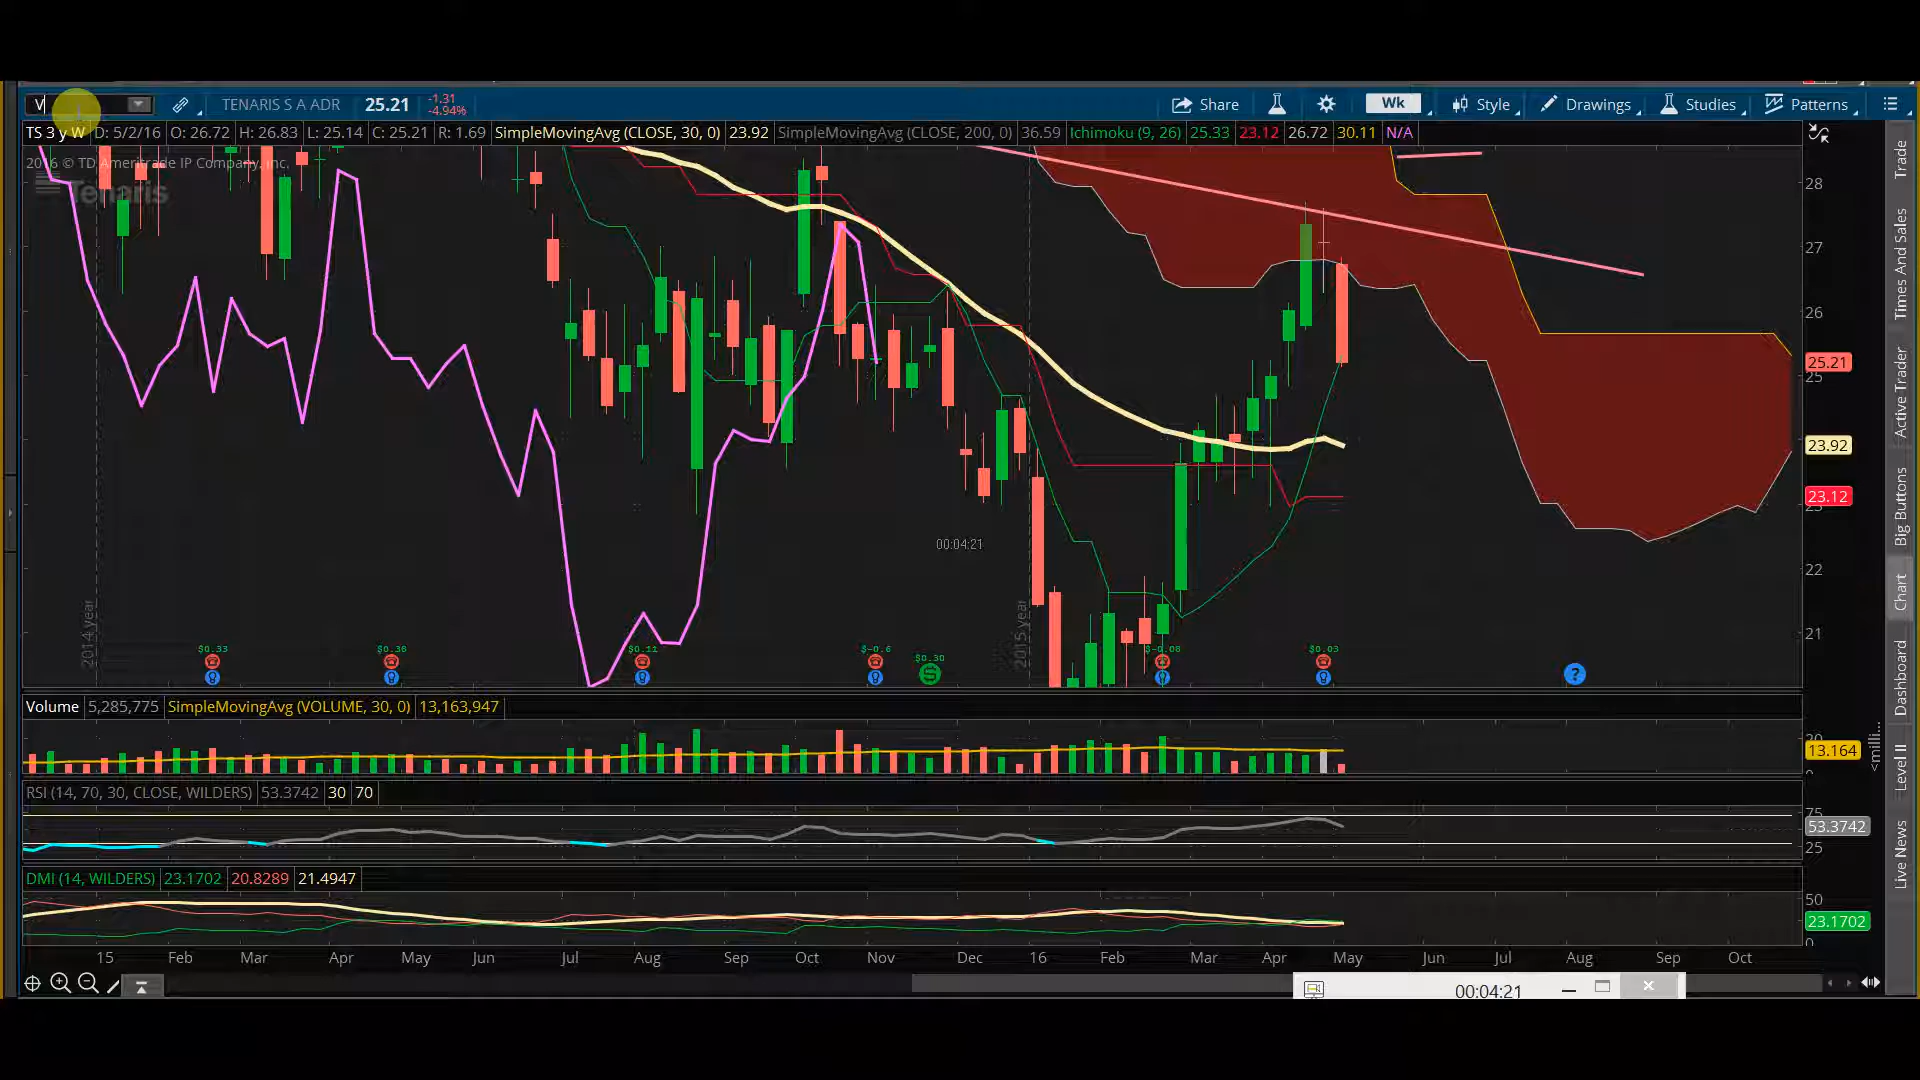 V TENARIS S A ADR 25.21 -1.31 -4.94% Share Wk Style Drawings Studies Patterns
TS 3 y W D: 5/2/16 O: 26.72 H: 26.83 L: 25.14 C: 25.21 R: 1.69 SimpleMovingAvg (CLOSE, 30, 0) 23.92 SimpleMovingAvg (CLOSE, 200, 0) 36.59 Ichimoku (9, 26) 25.33 23.12 26.72 30.11 N/A
2016 © TD Ameritrade IP Company, Inc.
Tenaris
28
27
26
25.21
25
23.92
23.12
22
21
00:04:21
2014 year
2015 year
$0.33 $0.36 $0.11 $-0.6 $0.30 $-0.08 $0.03
?
Volume 5,285,775 SimpleMovingAvg (VOLUME, 30, 0) 13,163,947
13.164
RSI (14, 70, 30, CLOSE, WILDERS) 53.3742 30 70
75
53.3742
25
DMI (14, WILDERS) 23.1702 20.8289 21.4947
50
23.1702
0
15 Feb Mar Apr May Jun Jul Aug Sep Oct Nov Dec 16 Feb Mar Apr May Jun Jul Aug Sep Oct
00:04:21
Trade
Times And Sales
Active Trader
Big Buttons
Chart
Dashboard
Level II
Live News
<milli...